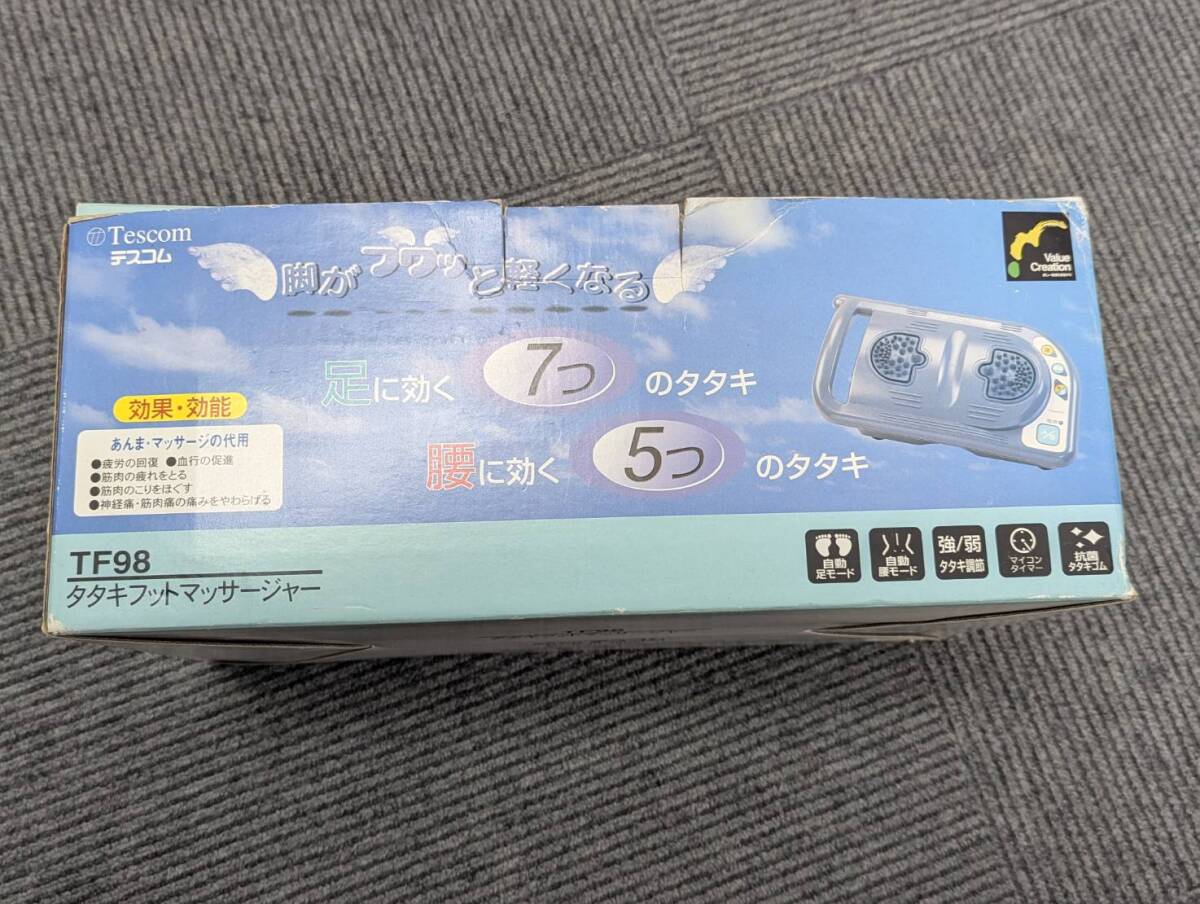 Tescom
テスコム
脚がフワッと軽くなる
Value
Creation
足に効く 7つ のタタキ
腰に効く 5つ のタタキ
効果・効能
あんま・マッサージの代用
●疲労の回復 ●血行の促進
●筋肉の疲れをとる
●筋肉のこりをほぐす
●神経痛・筋肉痛の痛みをやわらげる
TF98
タタキフットマッサージャー
自動
足モード
自動
腰モード
強/弱
タタキ調節
マイコン
タイマー
抗菌
タタキゴム